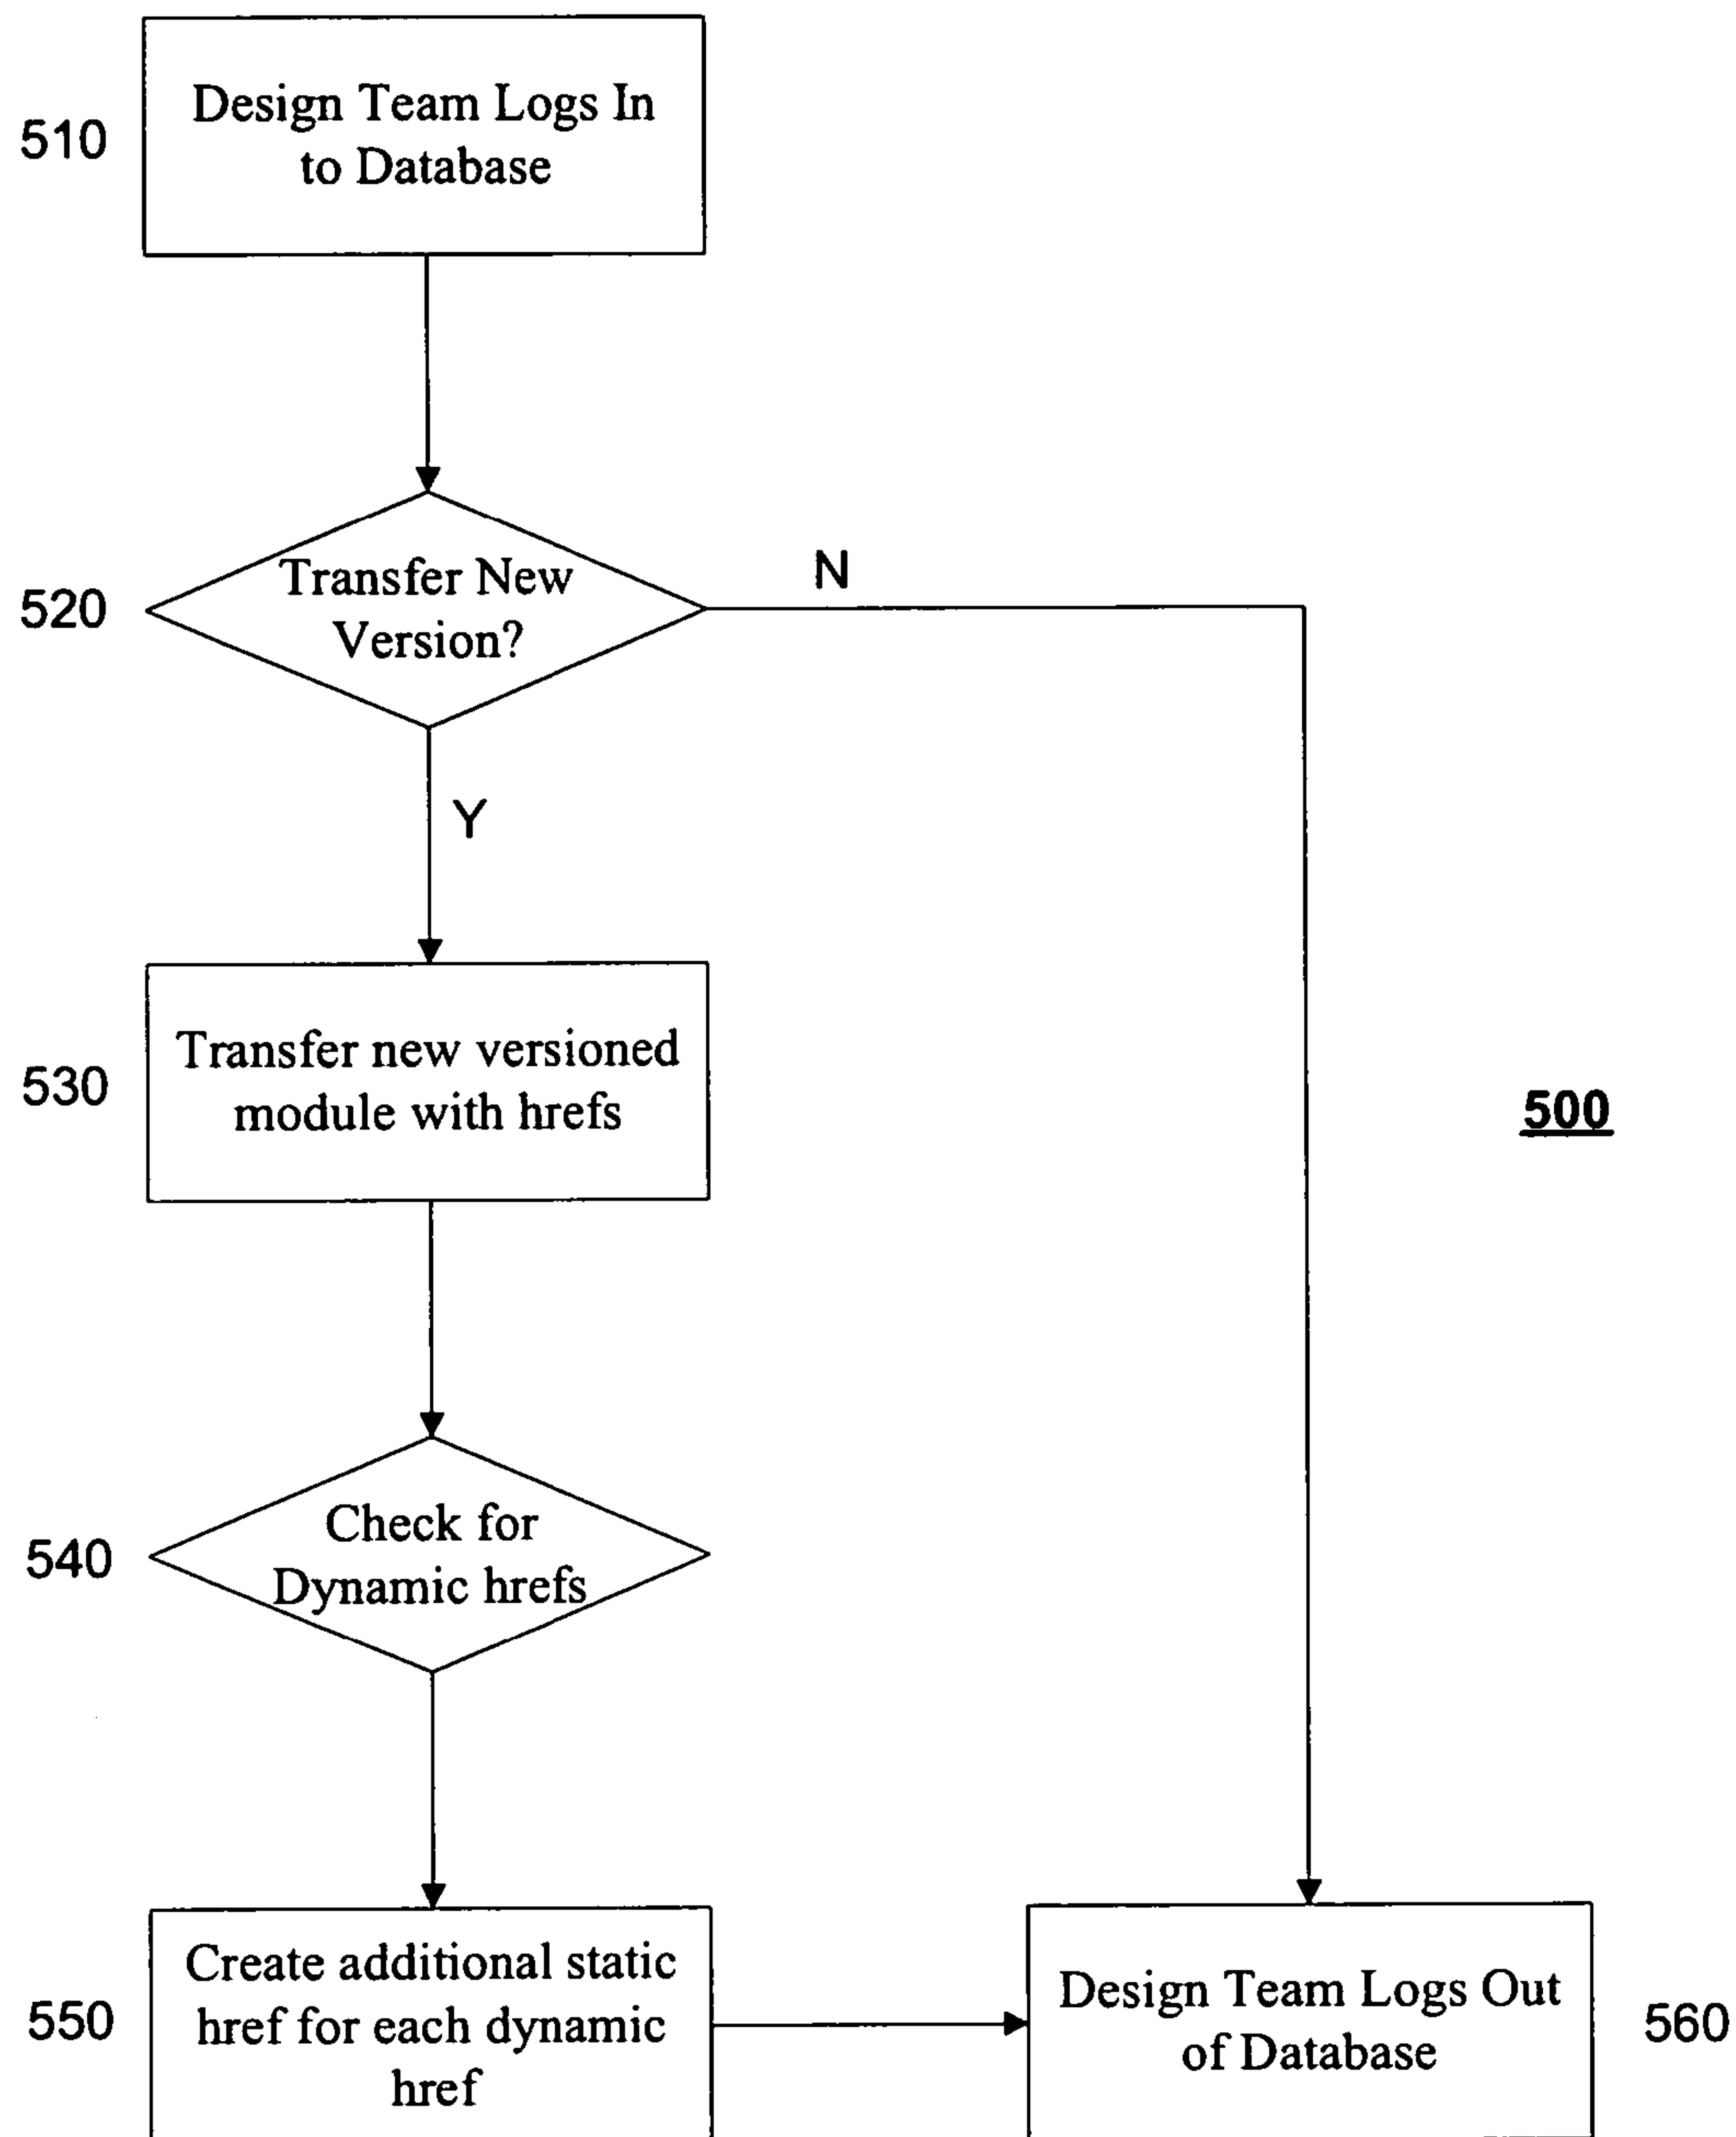 510
Design Team Logs In
to Database
520
Transfer New
Version?
N
Y
530
Transfer new versioned
module with hrefs
500
540
Check for
Dynamic hrefs
550
Create additional static
href for each dynamic
href
Design Team Logs Out
of Database
560